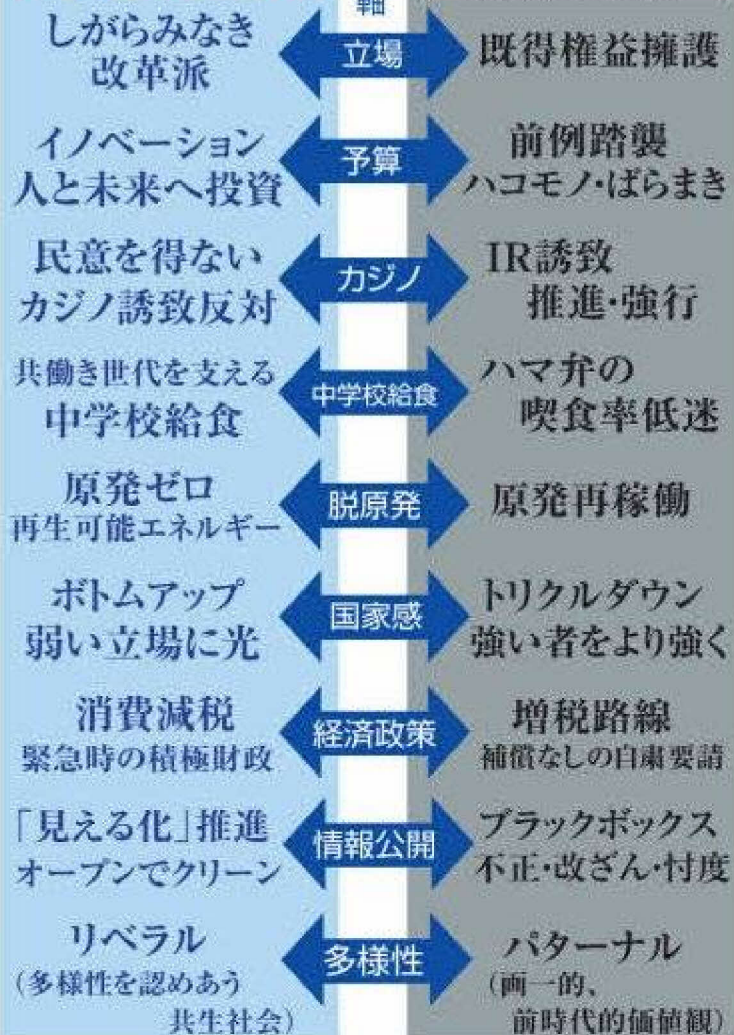 軸
しがらみなき
改革派
立場
既得権益擁護
イノベーション
人と未来へ投資
予算
前例踏襲
ハコモノ・ばらまき
民意を得ない
カジノ誘致反対
カジノ
IR誘致
推進・強行
共働き世代を支える
中学校給食
中学校給食
ハマ弁の
喫食率低迷
原発ゼロ
再生可能エネルギー
脱原発
原発再稼働
ボトムアップ
弱い立場に光
国家感
トリクルダウン
強い者をより強く
消費減税
緊急時の積極財政
経済政策
増税路線
補償なしの自粛要請
「見える化」推進
オープンでクリーン
情報公開
ブラックボックス
不正・改ざん・忖度
リベラル
(多様性を認めあう
共生社会)
多様性
パターナル
(画一的、
前時代的価値観)